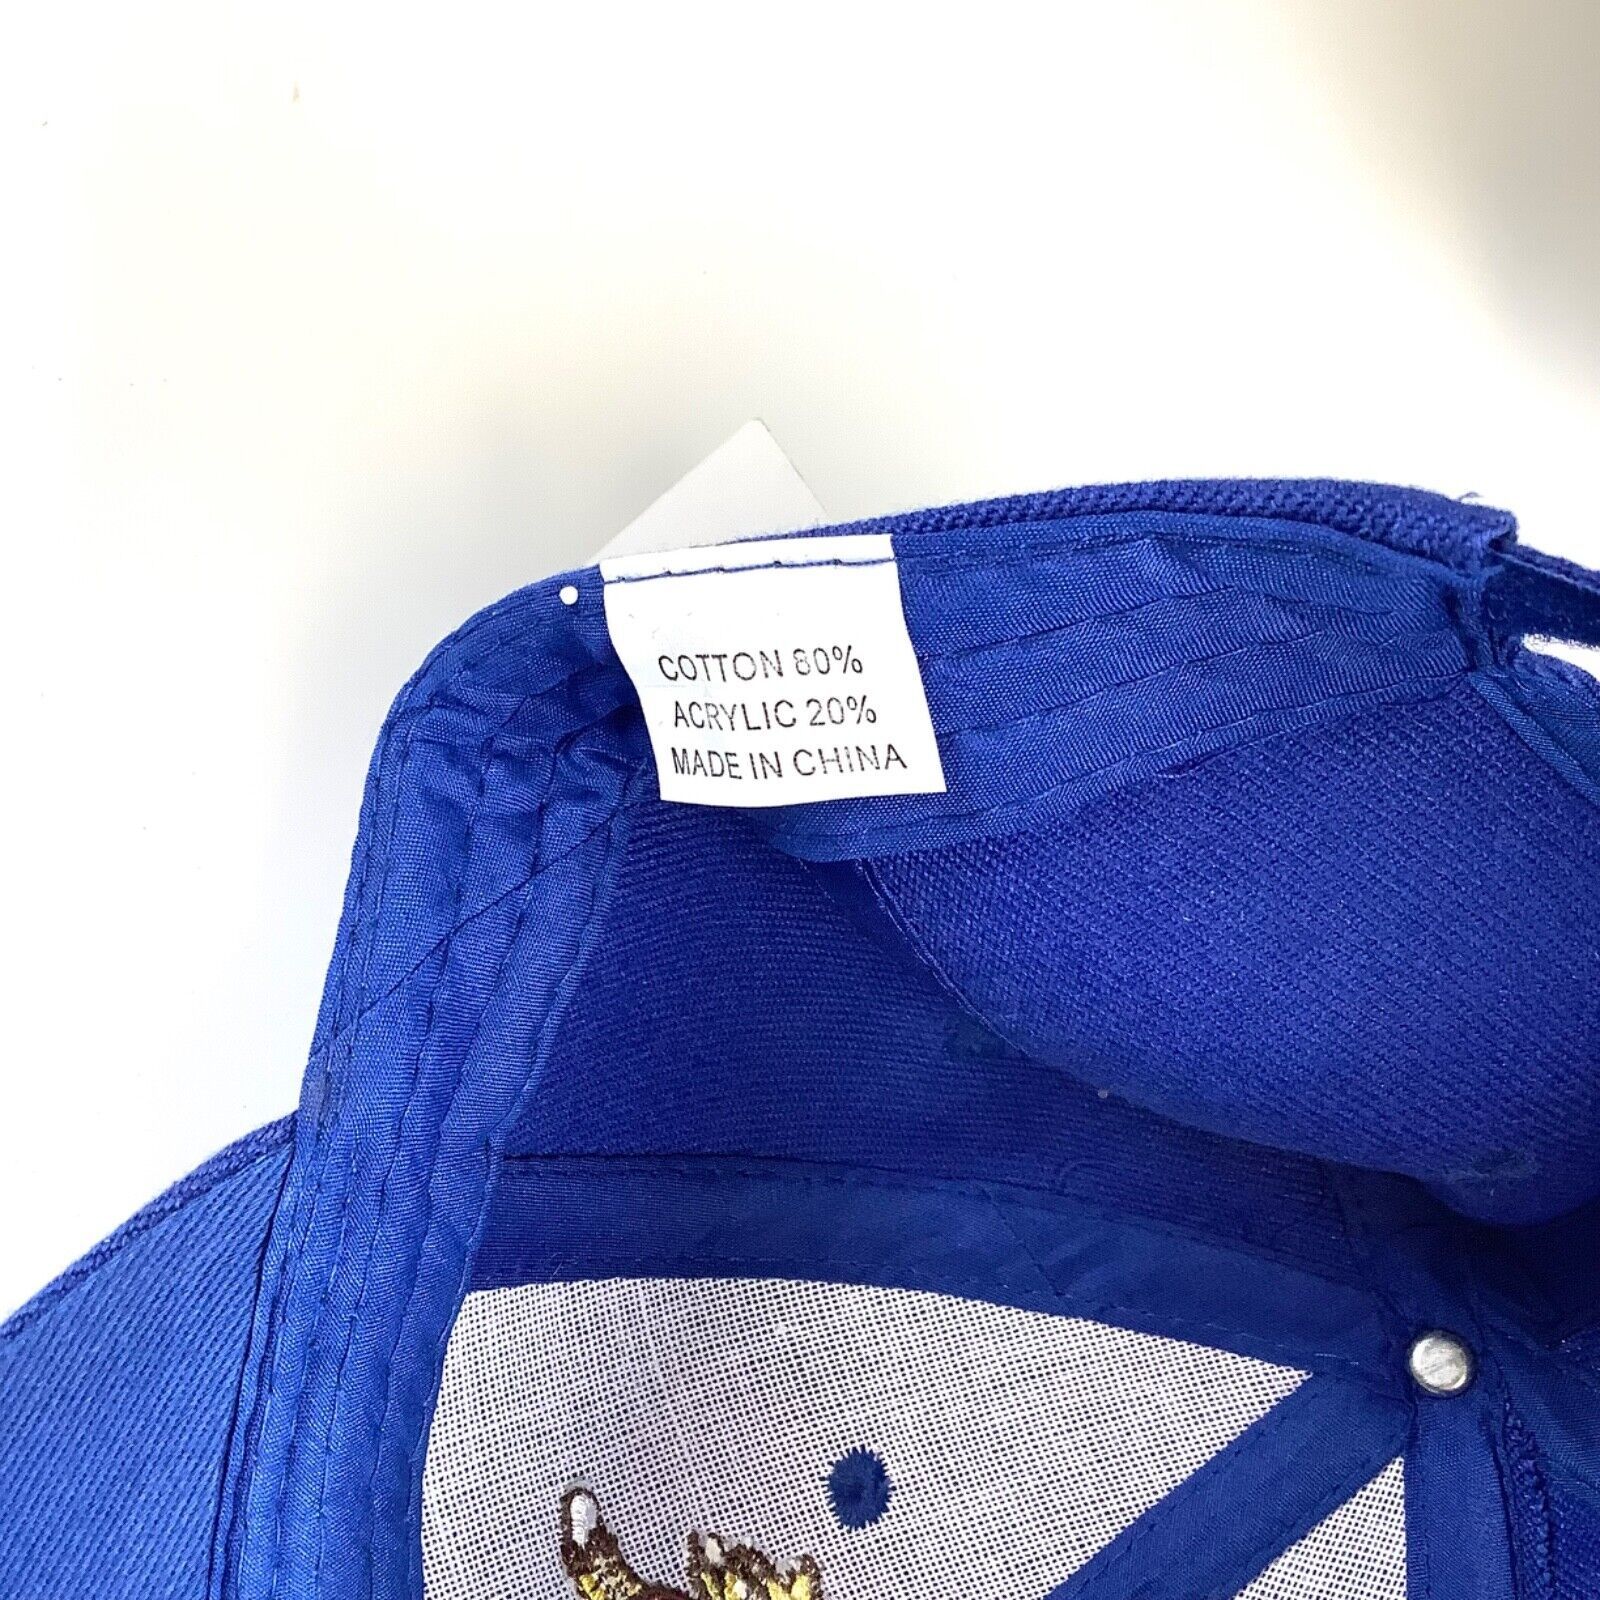 COTTON 80%
ACRYLIC 20%
MADE IN CHINA